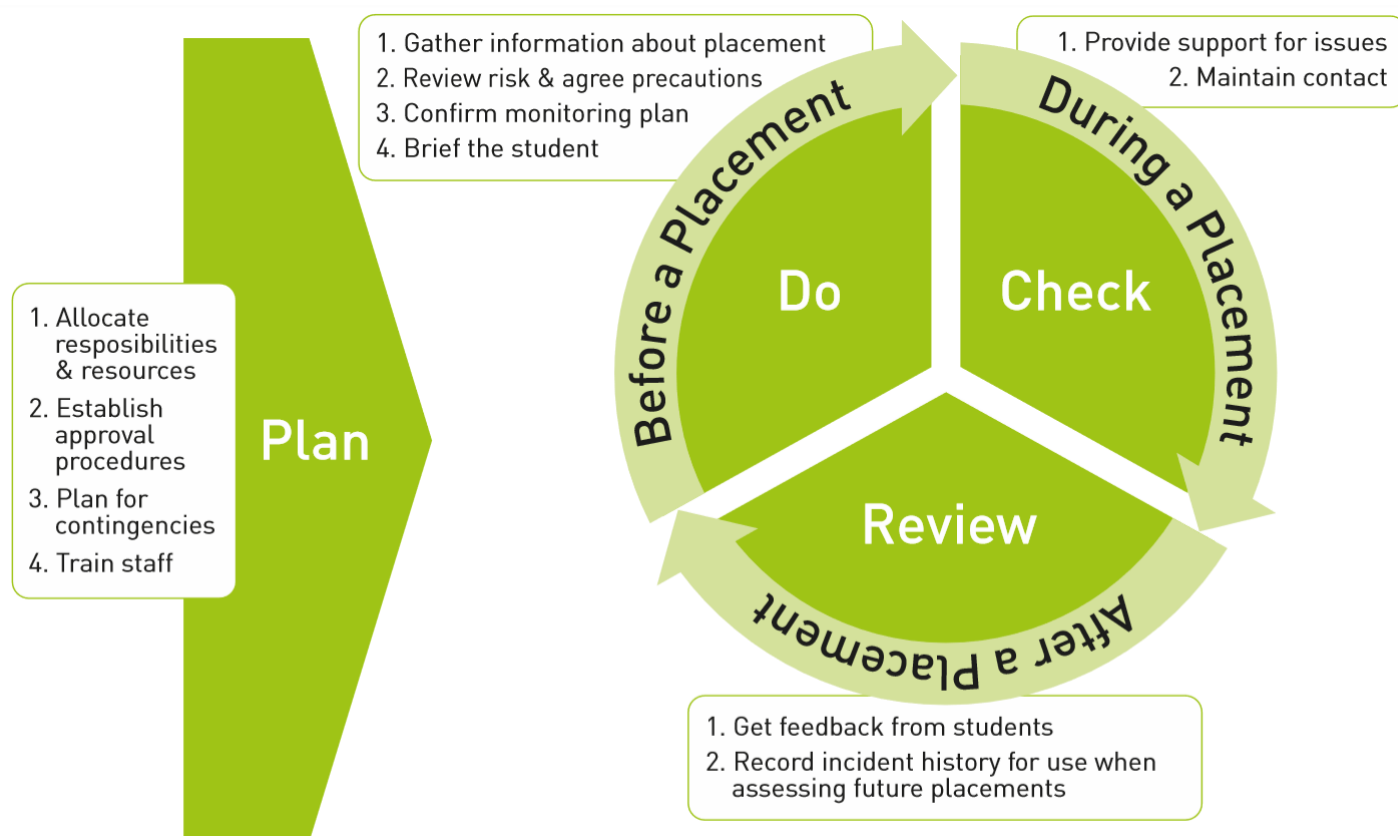 1. Allocate
resposibilities
& resources
2. Establish
approval
procedures
3. Plan for
contingencies
4. Train staff
Plan
1. Gather information about placement
2. Review risk & agree precautions
3. Confirm monitoring plan
4. Brief the student
Before a Placement
Do
1. Provide support for issues
2. Maintain contact
During a Placement
Check
Review
After a Placement
1. Get feedback from students
2. Record incident history for use when
assessing future placements